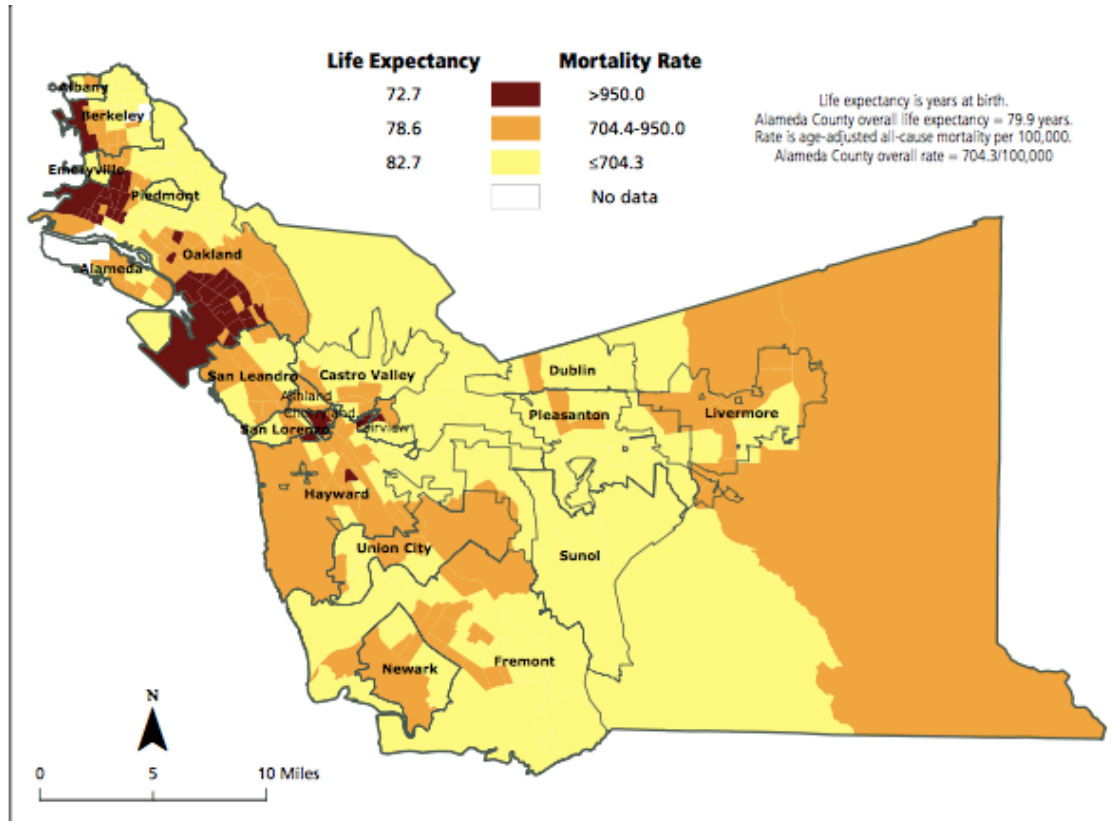 Life Expectancy
Mortality Rate
72.7
>950.0
78.6
704.4-950.0
82.7
≤704.3
No data
Life expectancy is years at birth.
Alameda County overall life expectancy = 79.9 years.
Rate is age-adjusted all-cause mortality per 100,000.
Alameda County overall rate = 704.3/100,000
Albany
Berkeley
Emeryville
Piedmont
Oakland
Alameda
San Leandro
Castro Valley
Ashland
Cherryland
Fairview
San Lorenzo
Hayward
Union City
Dublin
Pleasanton
Livermore
Sunol
Newark
Fremont
N
0
5
10 Miles